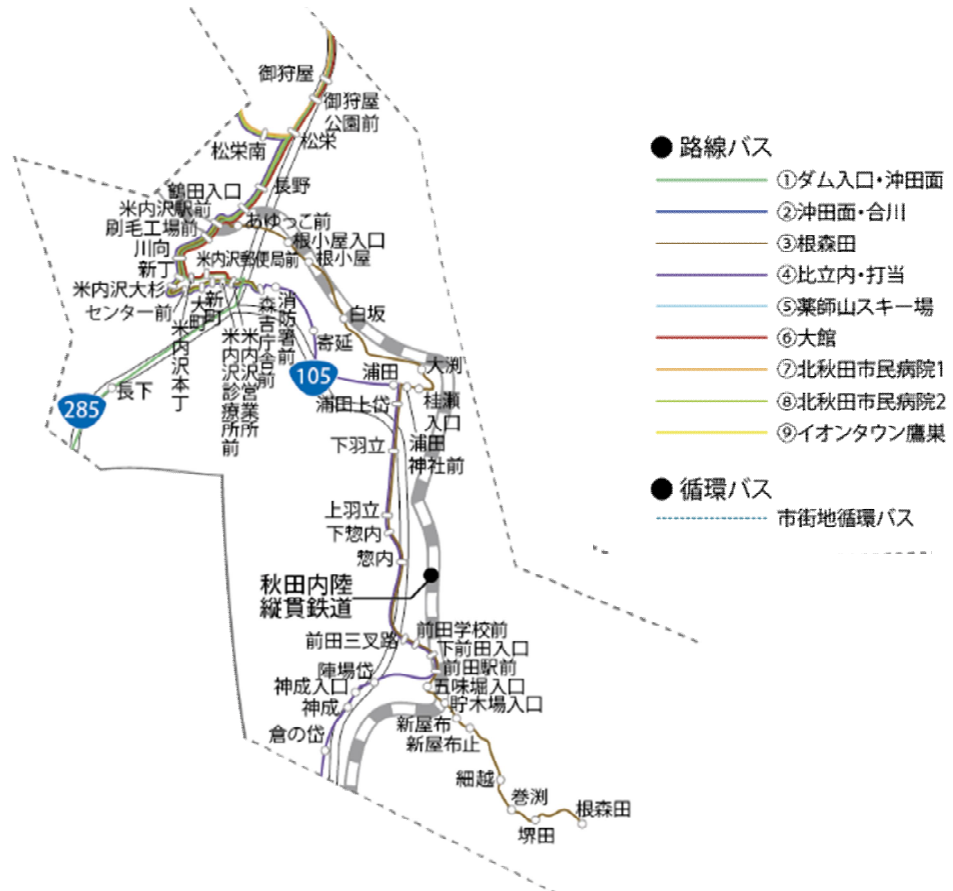 御狩屋
御狩屋
公園前
松栄
松栄南
長野
鶴田入口
米内沢駅前
あゆっこ前
刷毛工場前
根小屋入口
川向
米内沢郵便局前
根小屋
新丁
米内沢大杉
センター前
大町
新町
米内沢本丁
米内沢診療所前
米内沢営業所
森吉庁舎前
消防署前
白坂
寄延
大渕
浦田
105
桂瀬
入口
長下
285
浦田上岱
浦田
神社前
下羽立
上羽立
下惣内
惣内
秋田内陸
縦貫鉄道
前田学校前
前田三叉路
下前田入口
前田駅前
陣場岱
神成入口
五味堀入口
神成
貯木場入口
倉の岱
新屋布
新屋布止
細越
巻渕
根森田
堺田
●路線バス
①ダム入口・沖田面
②沖田面・合川
③根森田
④比立内・打当
⑤薬師山スキー場
⑥大館
⑦北秋田市民病院1
⑧北秋田市民病院2
⑨イオンタウン鷹巣
●循環バス
市街地循環バス